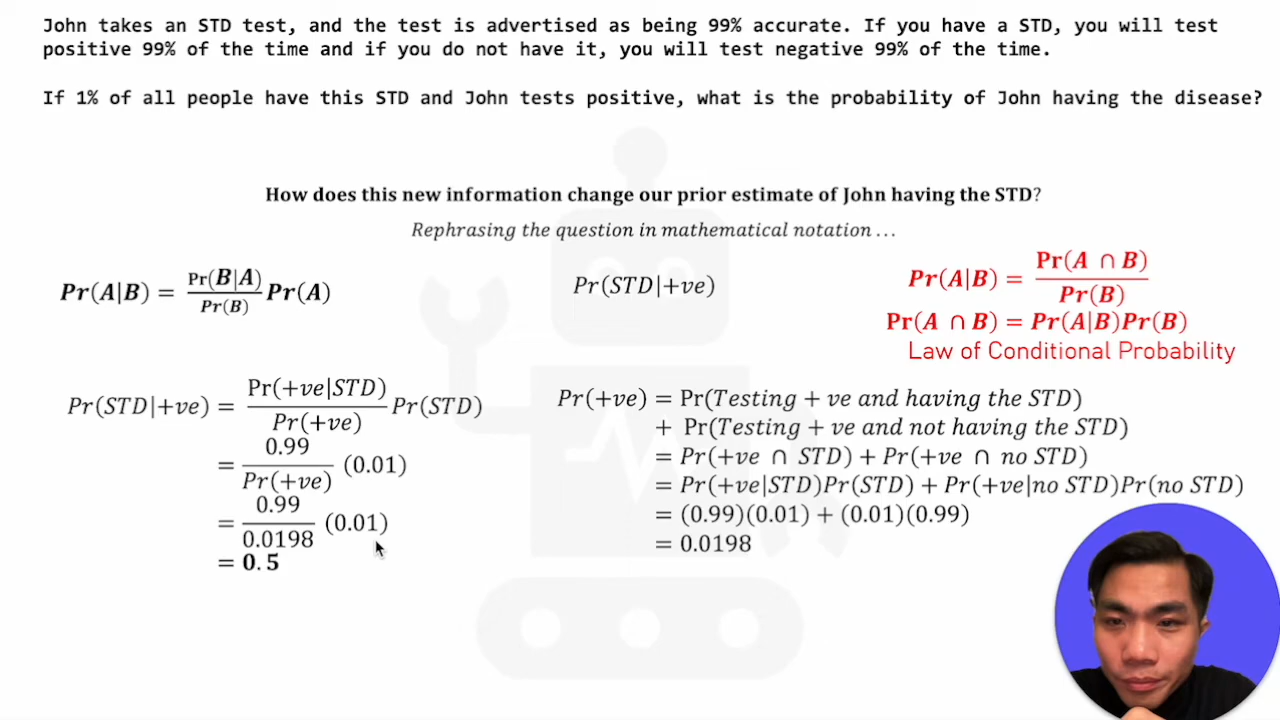 John takes an STD test, and the test is advertised as being 99% accurate. If you have a STD, you will test
positive 99% of the time and if you do not have it, you will test negative 99% of the time.
If 1% of all people have this STD and John tests positive, what is the probability of John having the disease?
How does this new information change our prior estimate of John having the STD?
Rephrasing the question in mathematical notation ...
Pr(A|B) = Pr(B|A)/Pr(B) Pr(A)
Pr(STD|+ve)
Pr(A|B) = Pr(A ∩ B)/Pr(B)
Pr(A ∩ B) = Pr(A|B)Pr(B)
Law of Conditional Probability
Pr(STD|+ve) = Pr(+ve|STD)/Pr(+ve) Pr(STD)
= 0.99/Pr(+ve) (0.01)
= 0.99/0.0198 (0.01)
= 0.5
Pr(+ve) = Pr(Testing + ve and having the STD)
+ Pr(Testing + ve and not having the STD)
= Pr(+ve ∩ STD) + Pr(+ve ∩ no STD)
= Pr(+ve|STD)Pr(STD) + Pr(+ve|no STD)Pr(no STD)
= (0.99)(0.01) + (0.01)(0.99)
= 0.0198